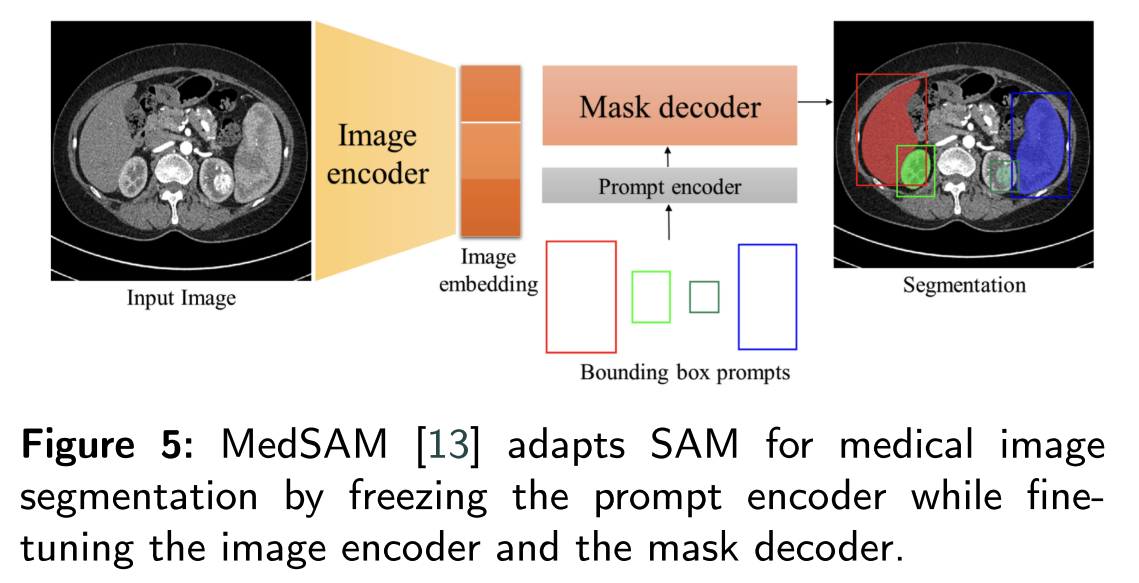 Image
encoder
Mask decoder
Prompt encoder
Image
embedding
Input Image
Segmentation
Bounding box prompts
Figure 5: MedSAM [13] adapts SAM for medical image
segmentation by freezing the prompt encoder while fine-
tuning the image encoder and the mask decoder.